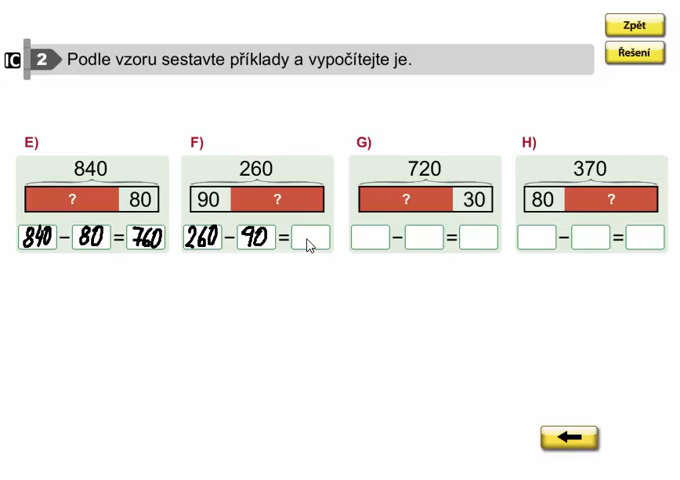 Zpět
Řešení
2 Podle vzoru sestavte příklady a vypočítejte je.
E) F) G) H)
840 260 720 370
? 80 90 ? ? 30 80 ?
840 − 80 = 760 260 − 90 = − = − =